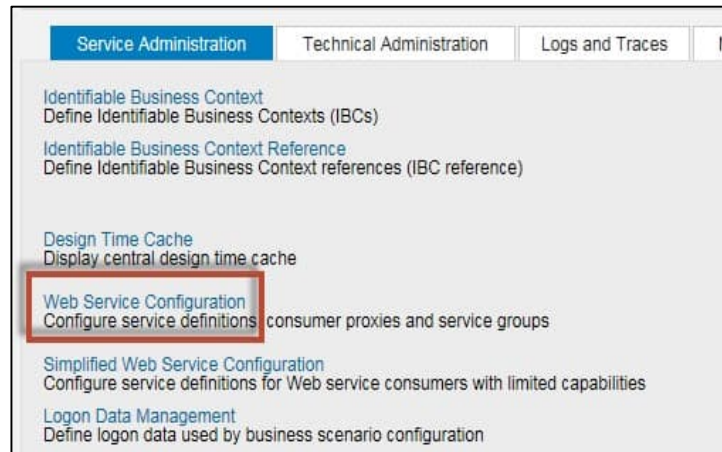 Service Administration
Technical Administration
Logs and Traces
Identifiable Business Context
Define Identifiable Business Contexts (IBCs)
Identifiable Business Context Reference
Define Identifiable Business Context references (IBC reference)
Design Time Cache
Display central design time cache
Web Service Configuration
Configure service definitions, consumer proxies and service groups
Simplified Web Service Configuration
Configure service definitions for Web service consumers with limited capabilities
Logon Data Management
Define logon data used by business scenario configuration